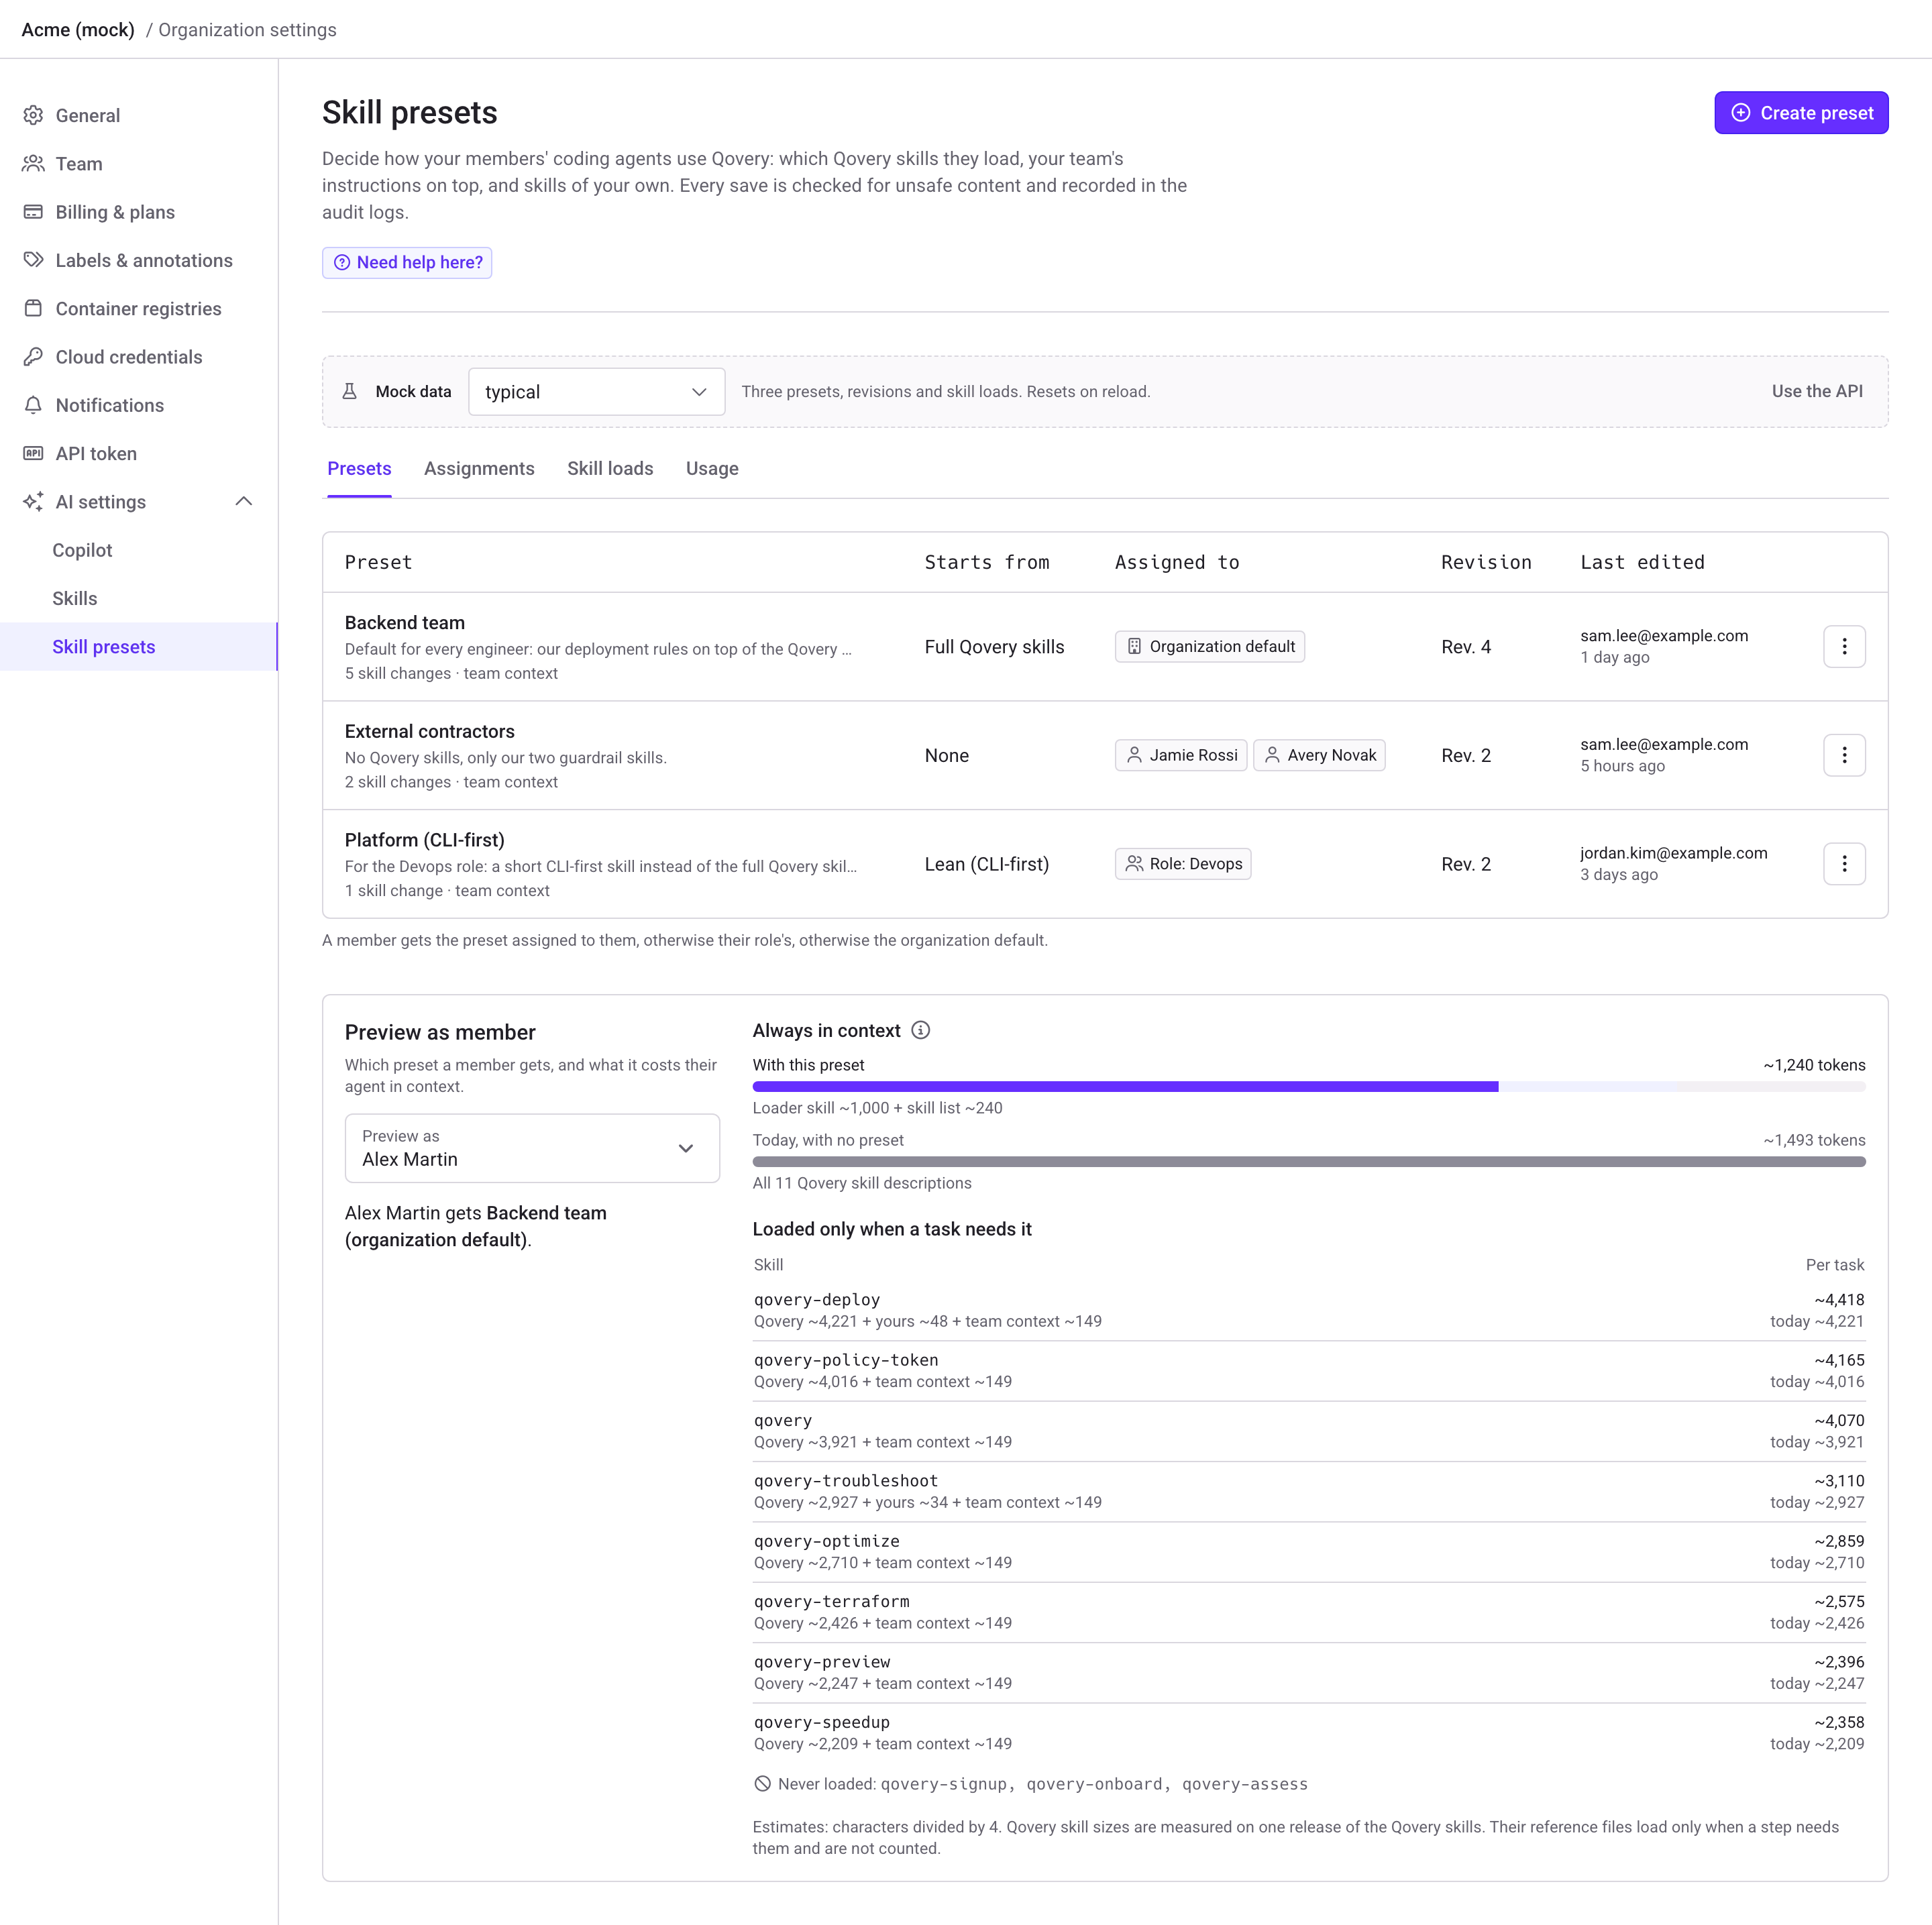 Acme (mock) / Organization settings
General
Team
Billing & plans
Labels & annotations
Container registries
Cloud credentials
Notifications
API token
AI settings
Copilot
Skills
Skill presets
Skill presets
Create preset
Decide how your members' coding agents use Qovery: which Qovery skills they load, your team's
instructions on top, and skills of your own. Every save is checked for unsafe content and recorded in the
audit logs.
Need help here?
Mock data
typical
Three presets, revisions and skill loads. Resets on reload.
Use the API
Presets
Assignments
Skill loads
Usage
Preset
Starts from
Assigned to
Revision
Last edited
Backend team
Default for every engineer: our deployment rules on top of the Qovery ...
5 skill changes · team context
Full Qovery skills
Organization default
Rev. 4
sam.lee@example.com
1 day ago
External contractors
No Qovery skills, only our two guardrail skills.
2 skill changes · team context
None
Jamie Rossi
Avery Novak
Rev. 2
sam.lee@example.com
5 hours ago
Platform (CLI-first)
For the Devops role: a short CLI-first skill instead of the full Qovery skil...
1 skill change · team context
Lean (CLI-first)
Role: Devops
Rev. 2
jordan.kim@example.com
3 days ago
A member gets the preset assigned to them, otherwise their role's, otherwise the organization default.
Preview as member
Which preset a member gets, and what it costs their
agent in context.
Preview as
Alex Martin
Alex Martin gets Backend team
(organization default).
Always in context
With this preset
~1,240 tokens
Loader skill ~1,000 + skill list ~240
Today, with no preset
~1,493 tokens
All 11 Qovery skill descriptions
Loaded only when a task needs it
Skill
Per task
qovery-deploy
~4,418
Qovery ~4,221 + yours ~48 + team context ~149
today ~4,221
qovery-policy-token
~4,165
Qovery ~4,016 + team context ~149
today ~4,016
qovery
~4,070
Qovery ~3,921 + team context ~149
today ~3,921
qovery-troubleshoot
~3,110
Qovery ~2,927 + yours ~34 + team context ~149
today ~2,927
qovery-optimize
~2,859
Qovery ~2,710 + team context ~149
today ~2,710
qovery-terraform
~2,575
Qovery ~2,426 + team context ~149
today ~2,426
qovery-preview
~2,396
Qovery ~2,247 + team context ~149
today ~2,247
qovery-speedup
~2,358
Qovery ~2,209 + team context ~149
today ~2,209
Never loaded: qovery-signup, qovery-onboard, qovery-assess
Estimates: characters divided by 4. Qovery skill sizes are measured on one release of the Qovery skills. Their reference files load only when a step needs
them and are not counted.